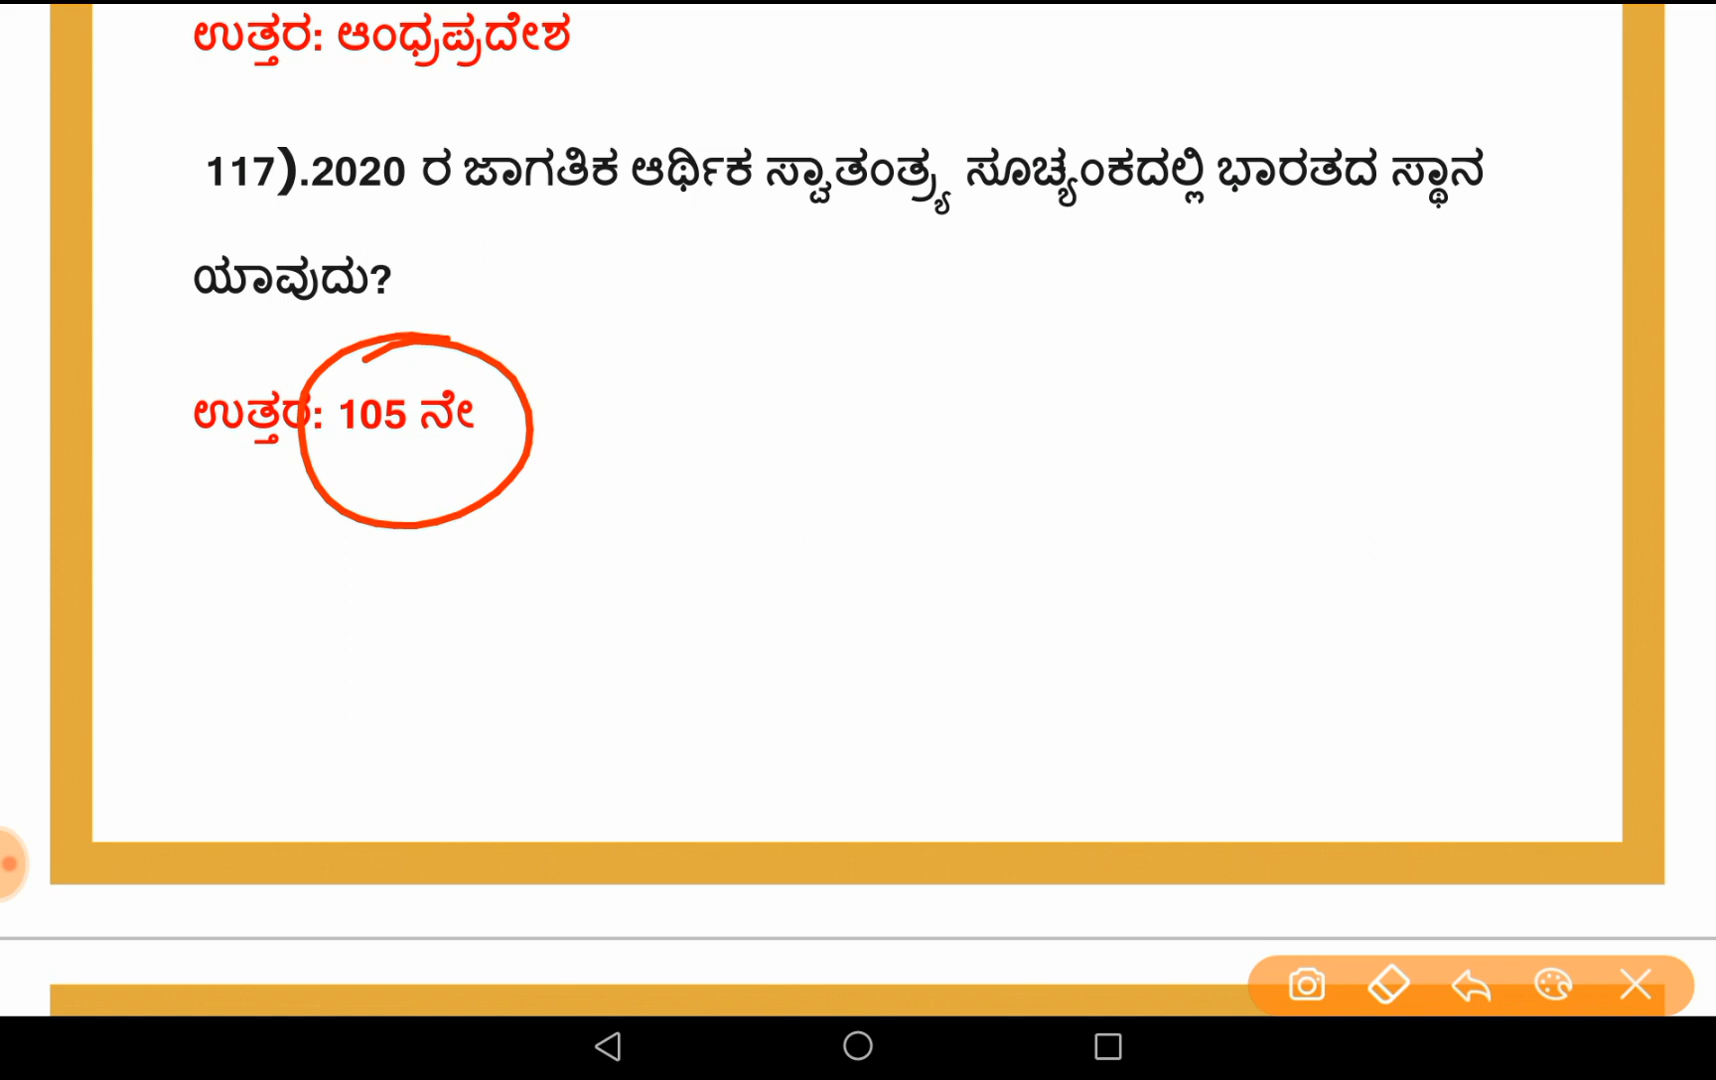 ಉತ್ತರ: ಆಂಧ್ರಪ್ರದೇಶ
117).2020 ರ ಜಾಗತಿಕ ಆರ್ಥಿಕ ಸ್ವಾತಂತ್ರ್ಯ ಸೂಚ್ಯಂಕದಲ್ಲಿ ಭಾರತದ ಸ್ಥಾನ
ಯಾವುದು?
ಉತ್ತರ: 105 ನೇ